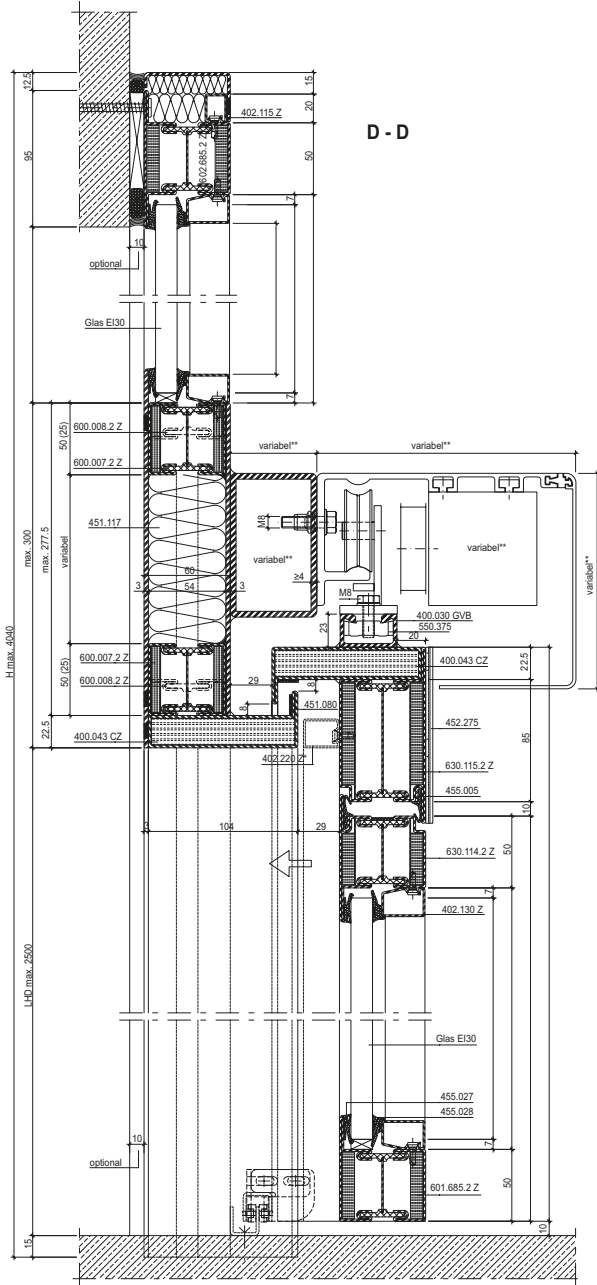 D - D
12.5
15
20
402.115 Z
602.685.2 Z
50
95
7
10
optional
Glas EI30
7
50 (25)
600.008.2 Z
600.007.2 Z
variabel**
variabel**
max. 300
max. 277.5
variabel
451.117
M8
variabel**
variabel**
variabel**
60
3
54
3
≥4
M8
400.030 GVB
550.375
23
20
H max. 4040
50 (25)
600.007.2 Z
600.008.2 Z
29
8
400.043 CZ
22.5
451.080
8
452.275
22.5
400.043 CZ
402.220 Z*
85
630.115.2 Z
455.005
10
3
104
29
630.114.2 Z
50
7
402.130 Z
LHD max. 2500
Glas EI30
455.027
455.028
7
10
optional
601.685.2 Z
50
10
15